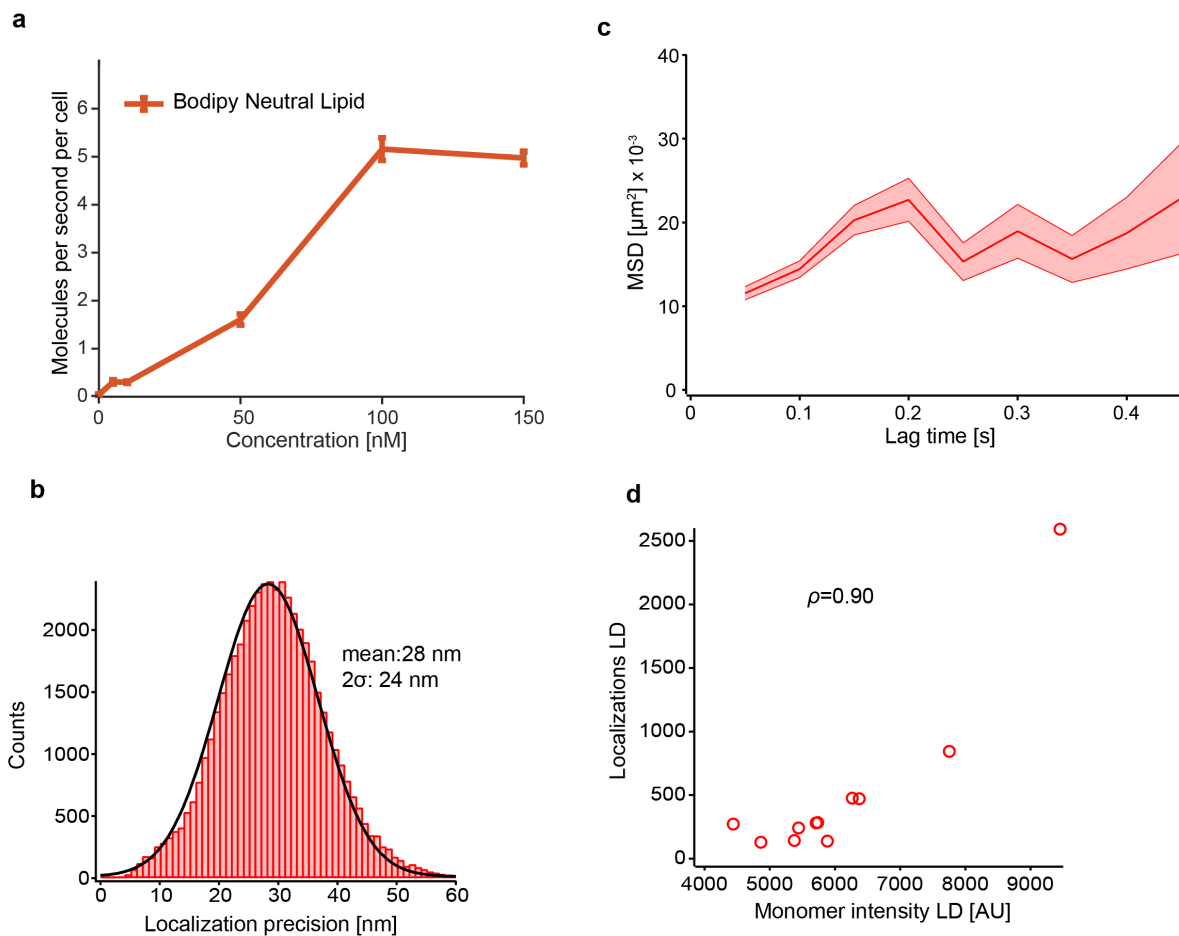 a
Molecules per second per cell
6
5
4
3
2
1
0
Bodipy Neutral Lipid
0 50 100 150
Concentration [nM]
c
MSD [µm²] x 10⁻³
40
30
20
10
0
0 0.1 0.2 0.3 0.4
Lag time [s]
b
Counts
2000
1500
1000
500
0
mean:28 nm
2σ: 24 nm
0 10 20 30 40 50 60
Localization precision [nm]
d
Localizations LD
2500
2000
1500
1000
500
0
ρ=0.90
4000 5000 6000 7000 8000 9000
Monomer intensity LD [AU]